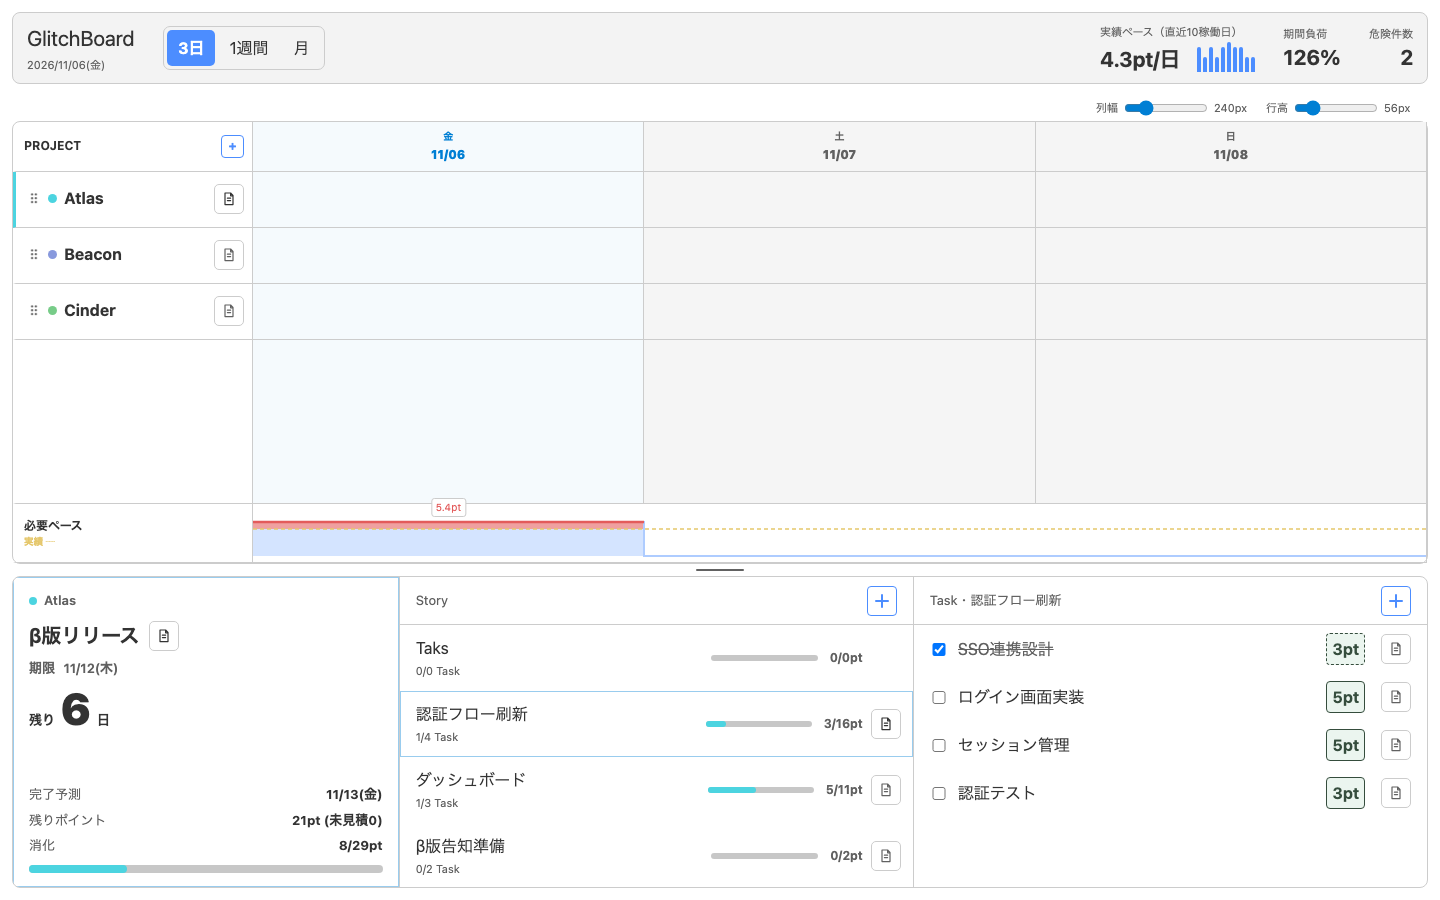 GlitchBoard
2026/11/06(金)
3日 1週間 月
実績ペース（直近10稼働日）
4.3pt/日
期間負荷
126%
危険件数
2
列幅 240px 行高 56px
PROJECT +
金
11/06
土
11/07
日
11/08
Atlas
Beacon
Cinder
必要ペース
実績
5.4pt
Atlas
β版リリース
期限 11/12(木)
残り 6 日
完了予測 11/13(金)
残りポイント 21pt (未見積0)
消化 8/29pt
Story +
Taks
0/0 Task
0/0pt
認証フロー刷新
1/4 Task
3/16pt
ダッシュボード
1/3 Task
5/11pt
β版告知準備
0/2 Task
0/2pt
Task・認証フロー刷新 +
SSO連携設計 3pt
ログイン画面実装 5pt
セッション管理 5pt
認証テスト 3pt